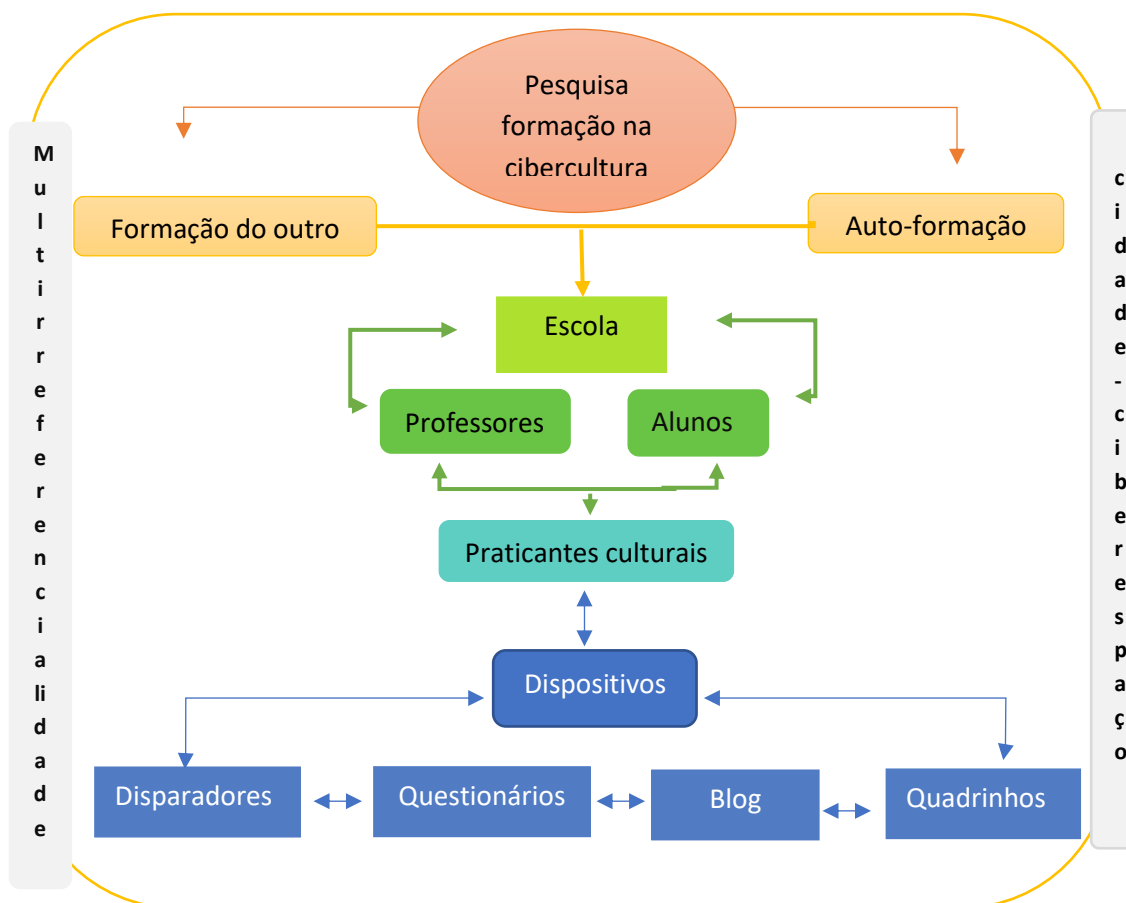 Pesquisa
formação na
cibercultura
Multirreferencialidade
cidade-ciberespaço
Formação do outro
Auto-formação
Escola
Professores
Alunos
Praticantes culturais
Dispositivos
Disparadores
Questionários
Blog
Quadrinhos